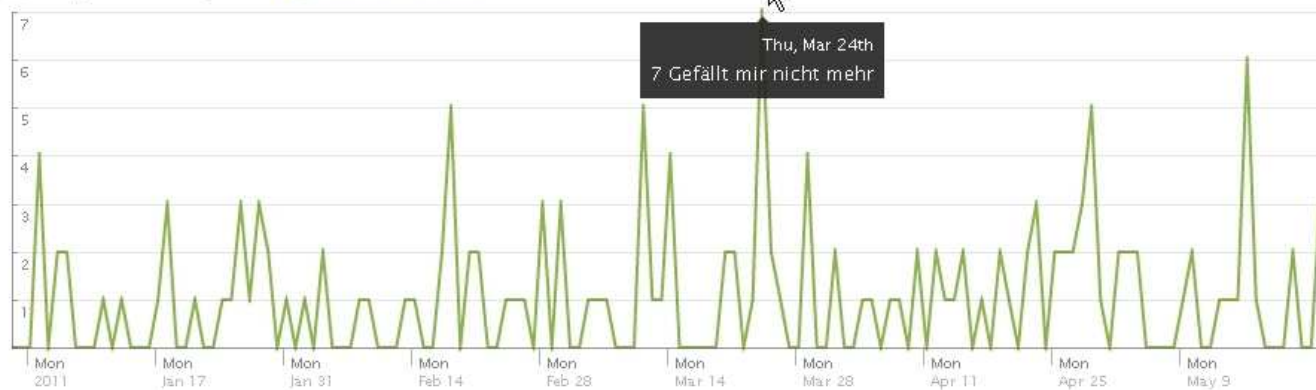 7
Thu, Mar 24th
7 Gefällt mir nicht mehr
6
5
4
3
2
1
Mon Mon Mon Mon Mon Mon Mon Mon Mon Mon
2011 Jan 17 Jan 31 Feb 14 Feb 28 Mar 14 Mar 28 Apr 11 Apr 25 May 9